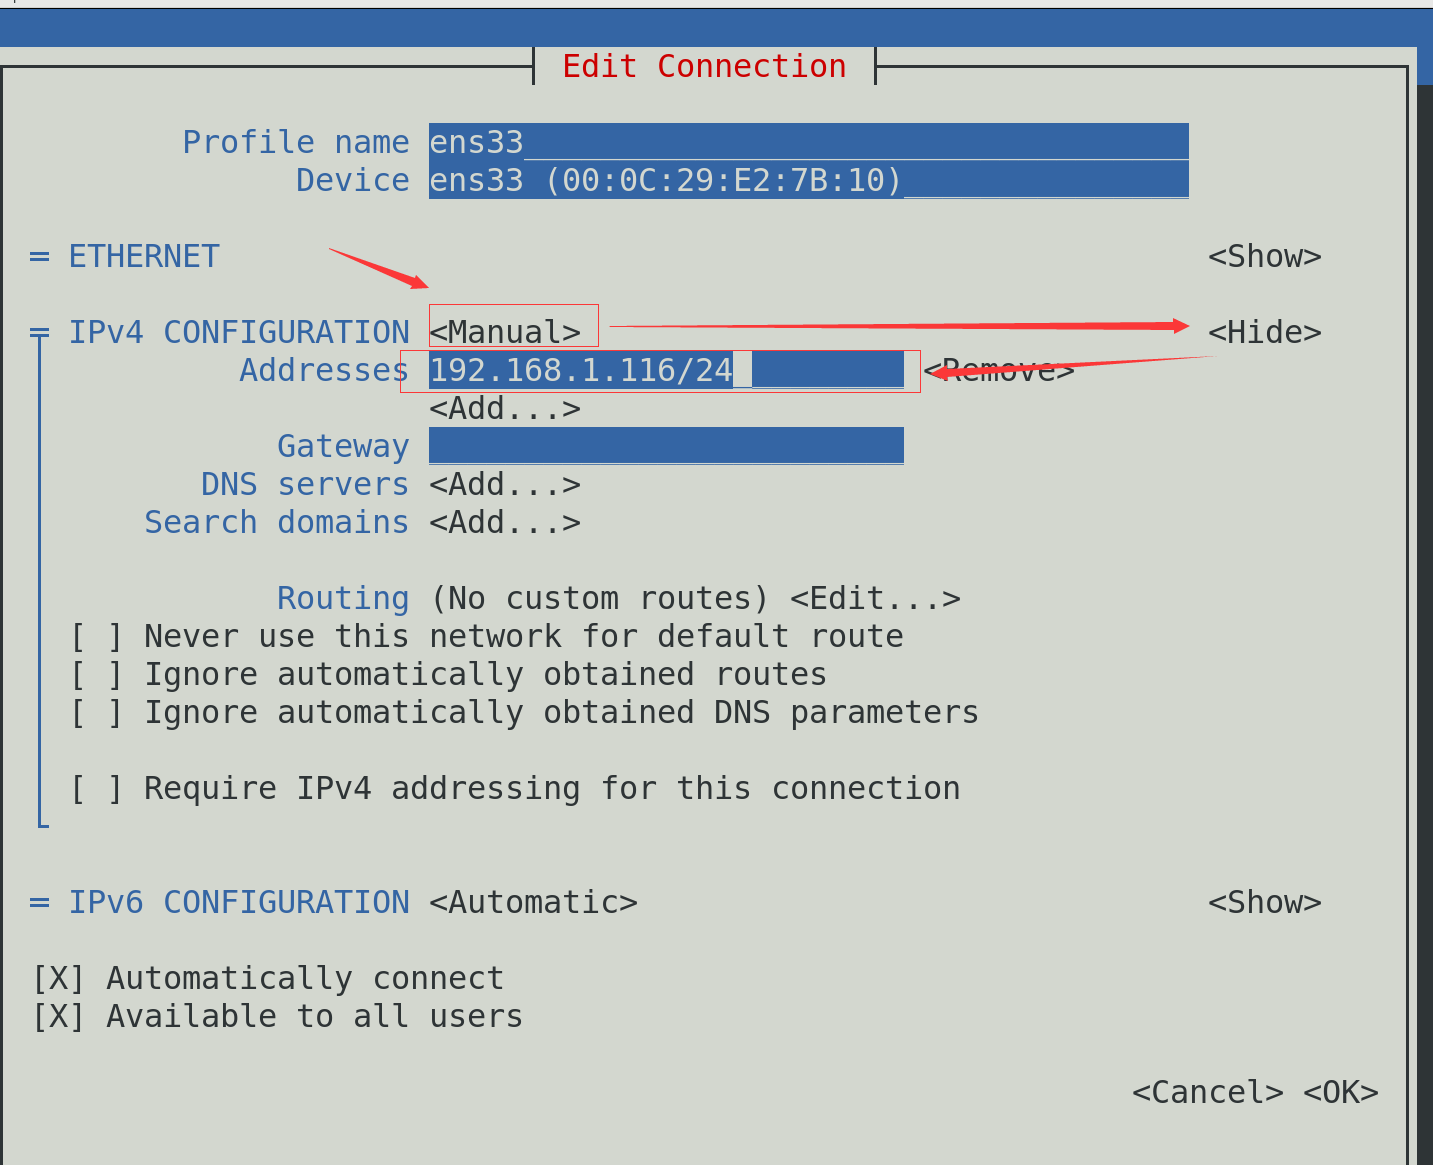 Edit Connection
Profile name ens33
Device ens33 (00:0C:29:E2:7B:10)
= ETHERNET <Show>
= IPv4 CONFIGURATION <Manual> <Hide>
Addresses 192.168.1.116/24 <Remove>
<Add...>
Gateway
DNS servers <Add...>
Search domains <Add...>
Routing (No custom routes) <Edit...>
[ ] Never use this network for default route
[ ] Ignore automatically obtained routes
[ ] Ignore automatically obtained DNS parameters
[ ] Require IPv4 addressing for this connection
= IPv6 CONFIGURATION <Automatic> <Show>
[X] Automatically connect
[X] Available to all users
<Cancel> <OK>